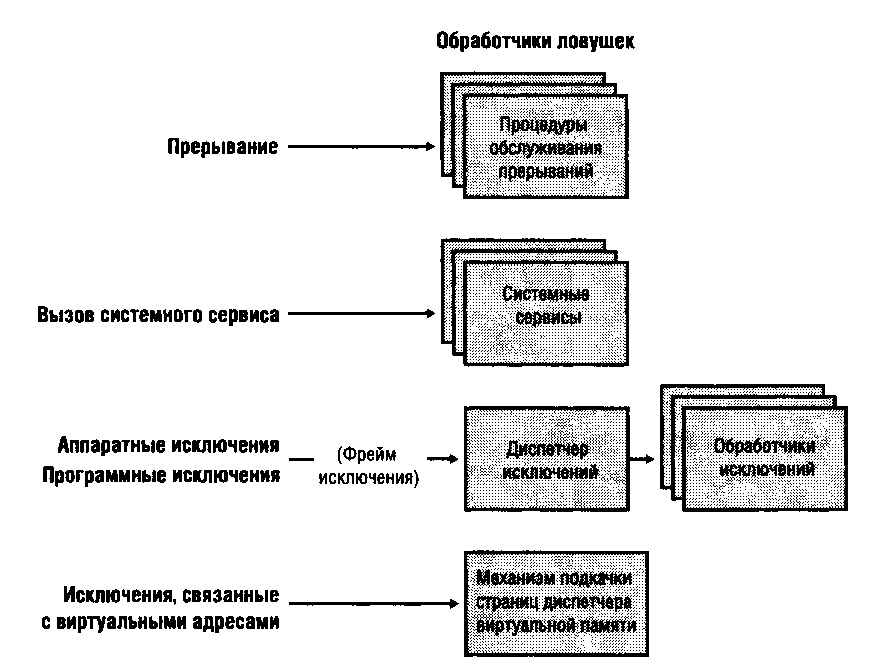 Обработчики ловушек
Прерывание
Процедуры
обслуживания
прерываний
Вызов системного сервиса
Системные
сервисы
Аппаратные исключения
Программные исключения
(Фрейм
исключения)
Диспетчер
исключений
Обработчики
исключений
Исключения, связанные
с виртуальными адресами
Механизм подкачки
страниц диспетчера
виртуальной памяти